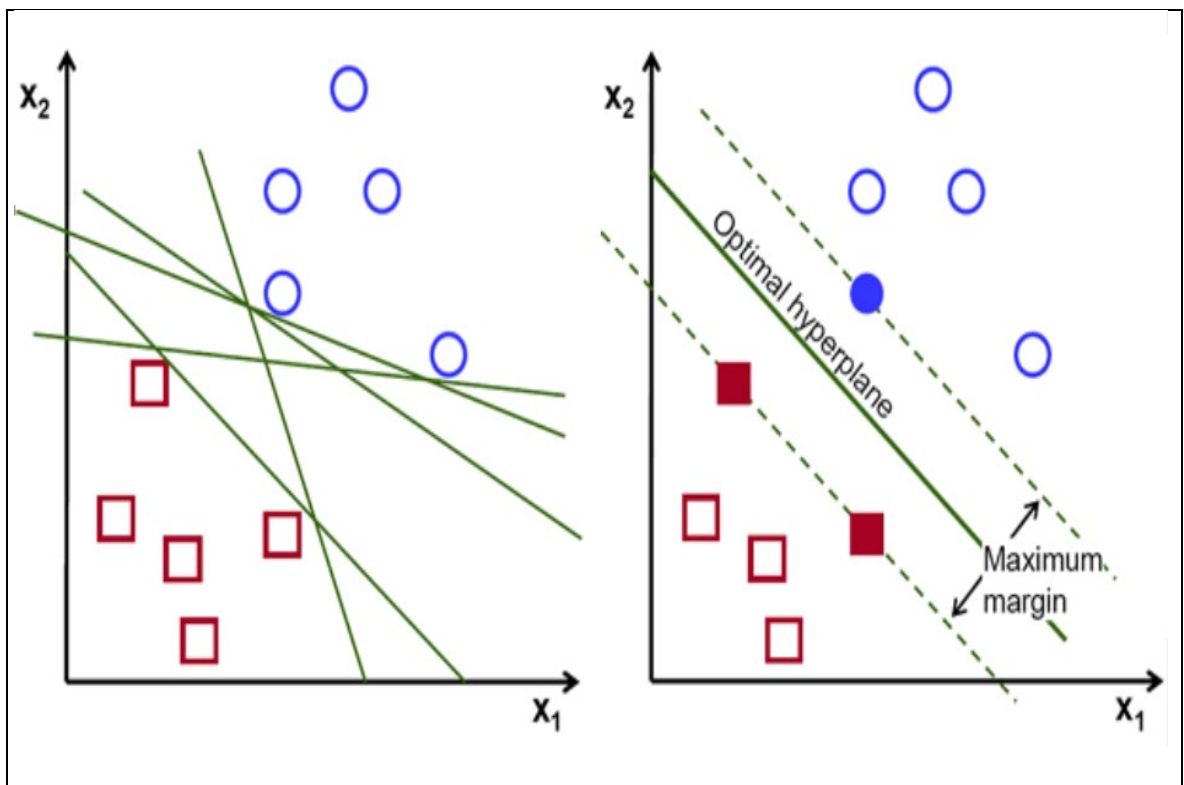 X₂
X₁
X₂
Optimal hyperplane
Maximum
margin
X₁